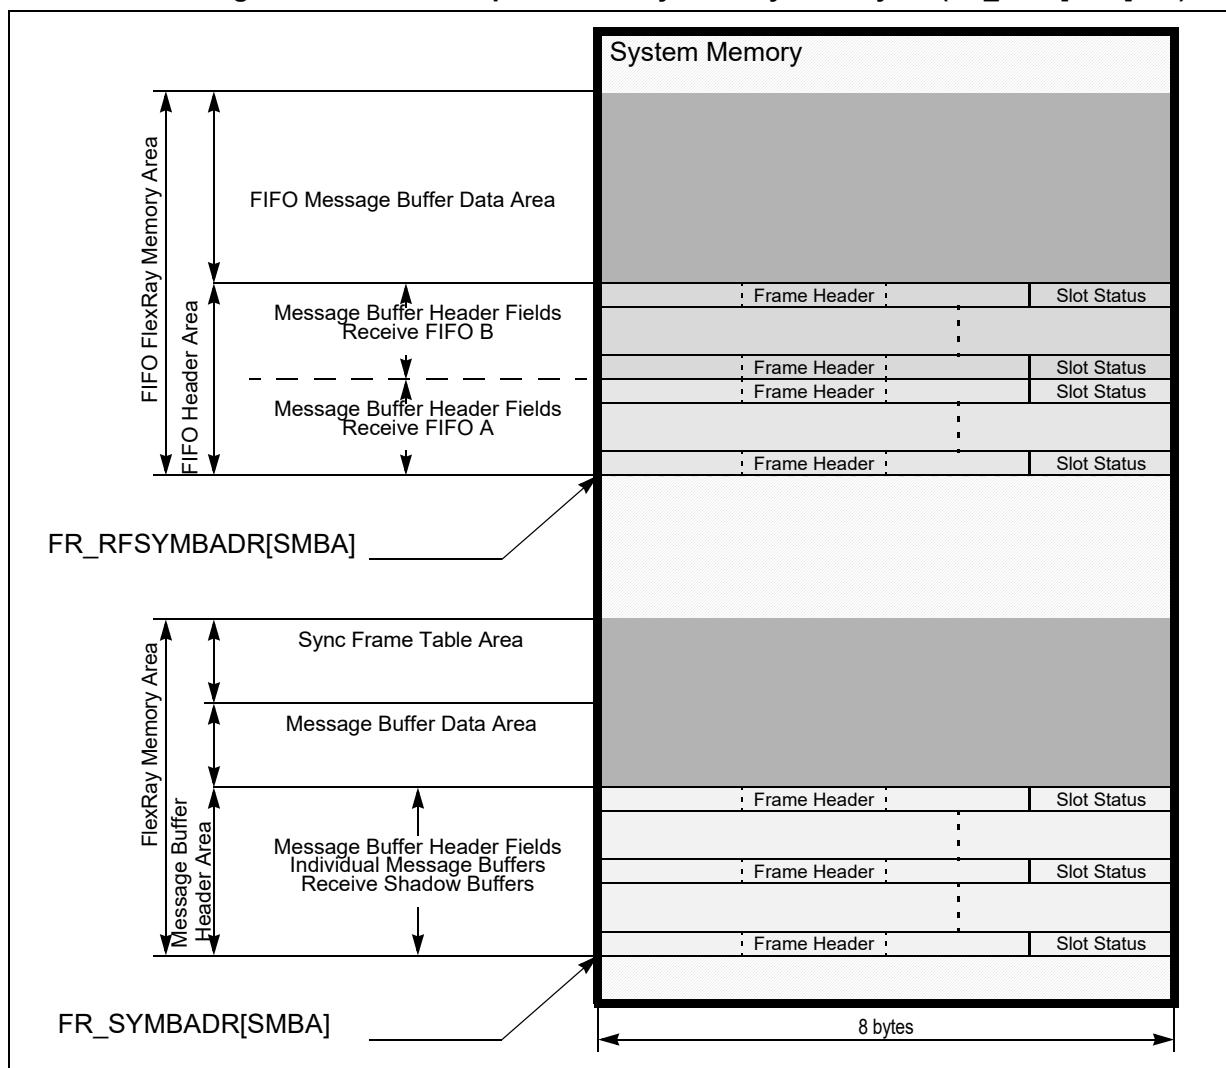 System Memory
FIFO FlexRay Memory Area
FIFO Message Buffer Data Area
FIFO Header Area
Message Buffer Header Fields
Receive FIFO B
Frame Header Slot Status
Frame Header Slot Status
Message Buffer Header Fields
Receive FIFO A
Frame Header Slot Status
Frame Header Slot Status
FR_RFSYMBADR[SMBA]
FlexRay Memory Area
Sync Frame Table Area
Message Buffer Data Area
Message Buffer
Header Area
Message Buffer Header Fields
Individual Message Buffers
Receive Shadow Buffers
Frame Header Slot Status
Frame Header Slot Status
Frame Header Slot Status
FR_SYMBADR[SMBA]
8 bytes